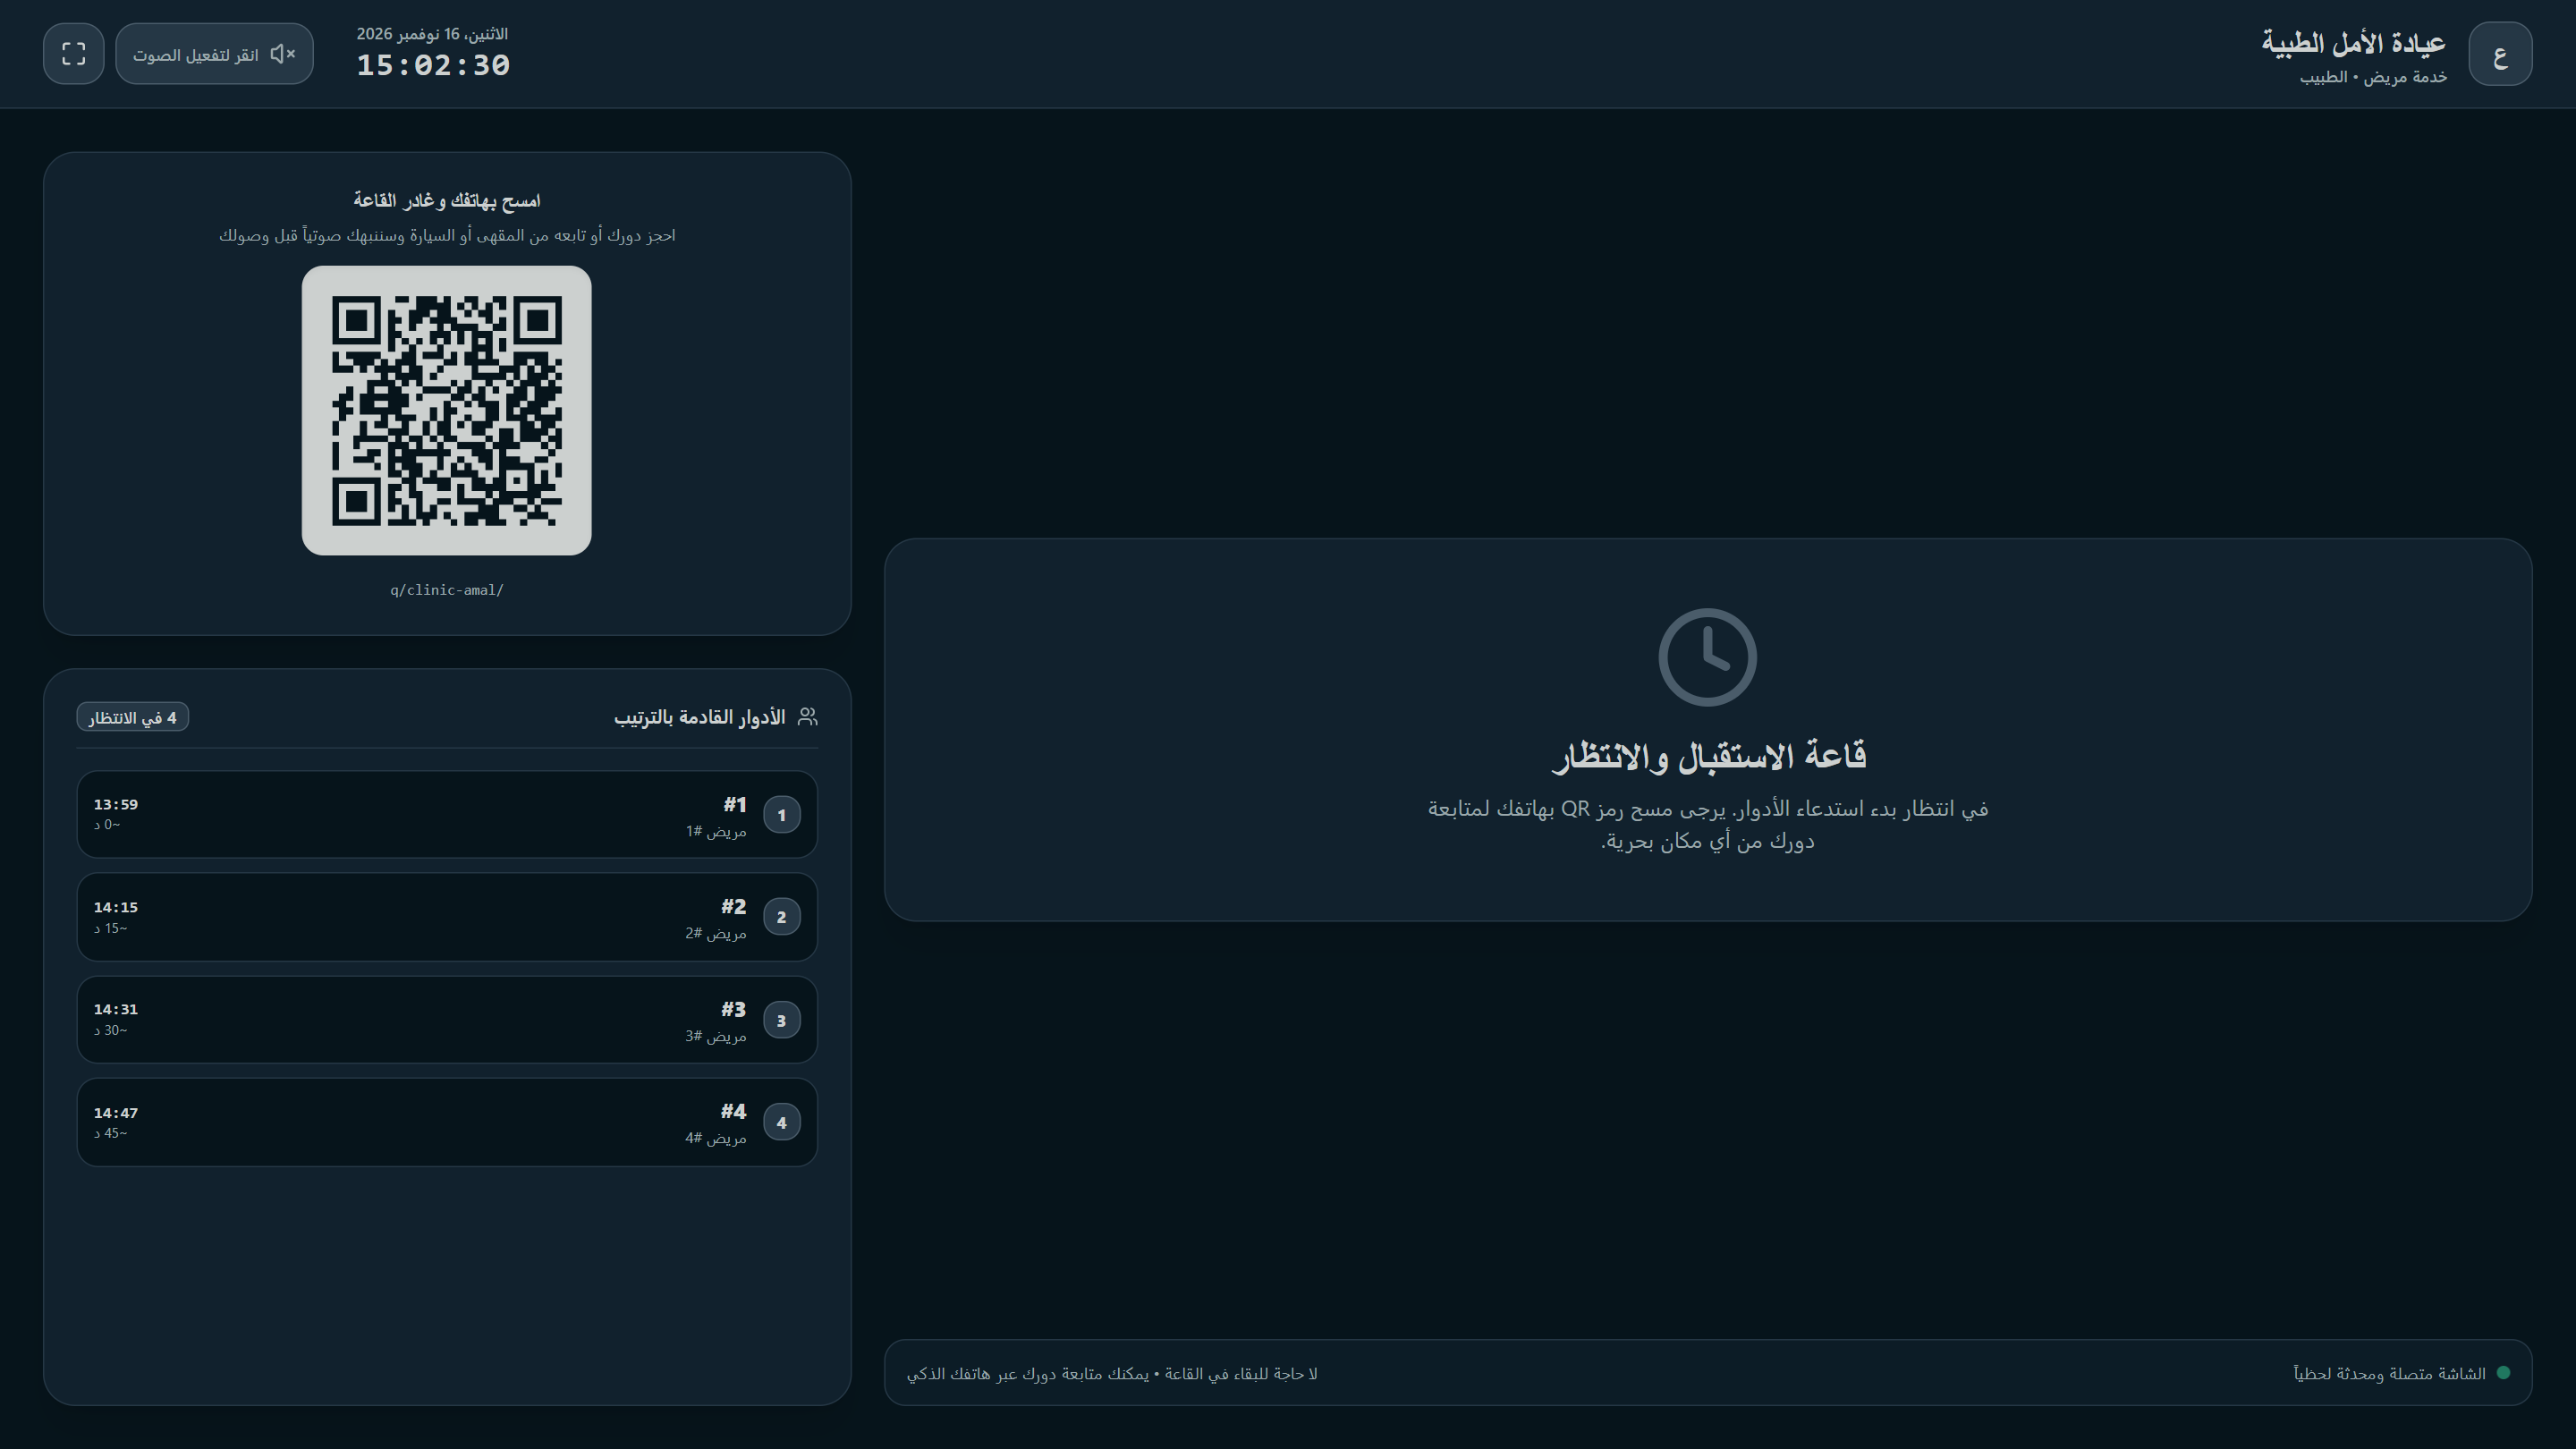 ع
عيادة الأمل الطبية
خدمة مريض • الطبيب
الاثنين، 16 نوفمبر 2026
15:02:30
انقر لتفعيل الصوت
قاعة الاستقبال والانتظار
في انتظار بدء استدعاء الأدوار. يرجى مسح رمز QR بهاتفك لمتابعة
دورك من أي مكان بحرية.
الشاشة متصلة ومحدثة لحظياً
لا حاجة للبقاء في القاعة • يمكنك متابعة دورك عبر هاتفك الذكي
امسح بهاتفك وغادر القاعة
احجز دورك أو تابعه من المقهى أو السيارة وسننبهك صوتياً قبل وصولك
q/clinic-amal/
الأدوار القادمة بالترتيب
4 في الانتظار
1
#1
مريض #1
13:59
~0 د
2
#2
مريض #2
14:15
~15 د
3
#3
مريض #3
14:31
~30 د
4
#4
مريض #4
14:47
~45 د